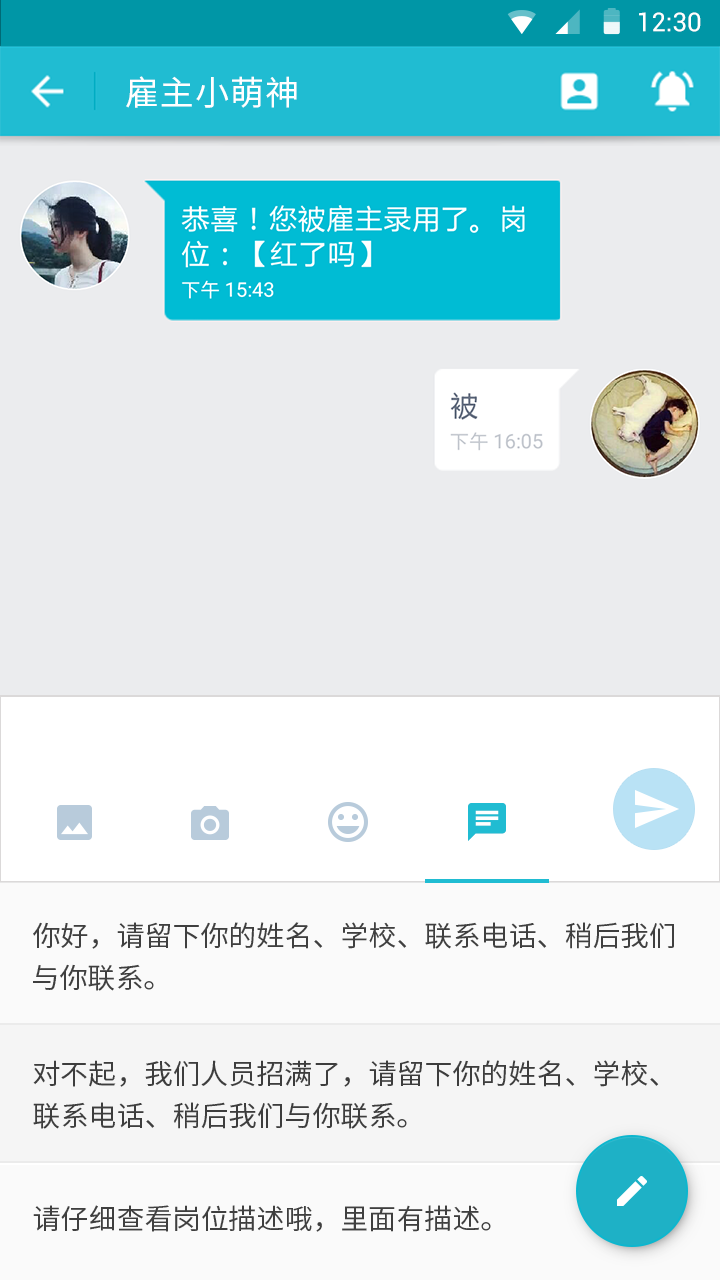 12:30
雇主小萌神
恭喜！您被雇主录用了。岗
位：【红了吗】
下午 15:43
被
下午 16:05
你好，请留下你的姓名、学校、联系电话、稍后我们
与你联系。
对不起，我们人员招满了，请留下你的姓名、学校、
联系电话、稍后我们与你联系。
请仔细查看岗位描述哦，里面有描述。